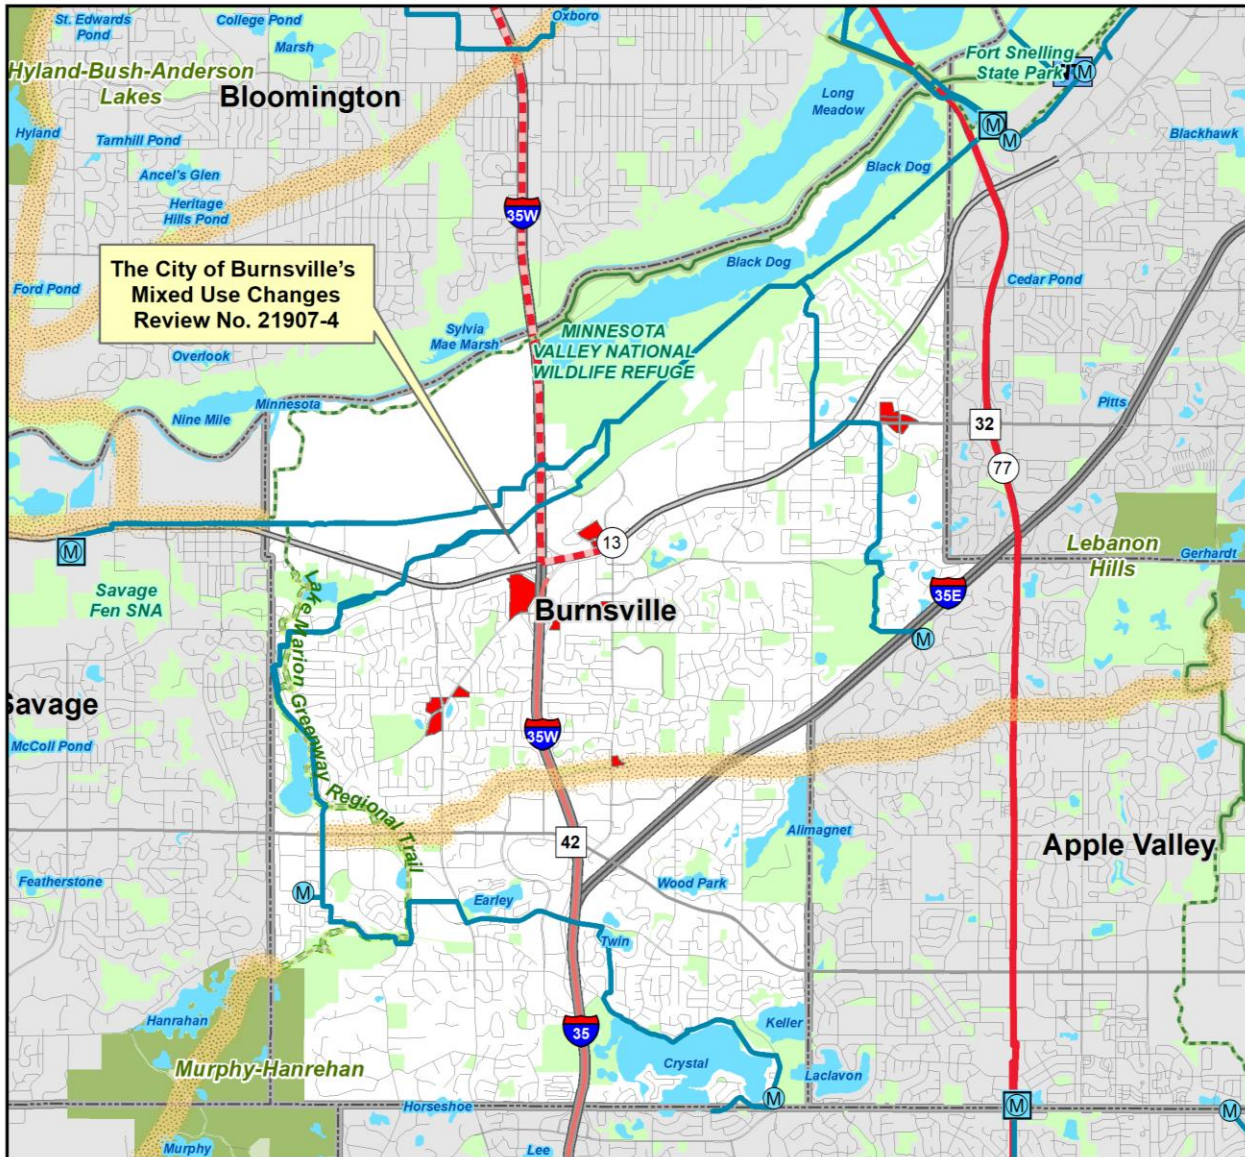 St. Edwards
Pond
College Pond
Marsh
Oxboro
Hyland-Bush-Anderson
Lakes
Bloomington
Fort Snelling
State Park
M
Long
Meadow
M
M
Blackhawk
Hyland
Tarnhill Pond
Ancel's Glen
Heritage
Hills Pond
Black Dog
35W
The City of Burnsville's
Mixed Use Changes
Review No. 21907-4
Black Dog
Cedar Pond
Ford Pond
Overlook
Sylvia
Mae Marsh
MINNESOTA
VALLEY NATIONAL
WILDLIFE REFUGE
Nine Mile
Minnesota
32
Pitts
77
M
13
Lebanon
Hills
Gerhardt
Savage
Fen SNA
Lake Marion Greenway Regional Trail
Burnsville
35E
M
Savage
McColl Pond
35W
42
Alimagnet
Apple Valley
Featherstone
M
Earley
Wood Park
Twin
Hanrahan
35
Keller
Murphy-Hanrehan
Crystal
Laclavon
Horseshoe
M
M
M
Murphy
Lee